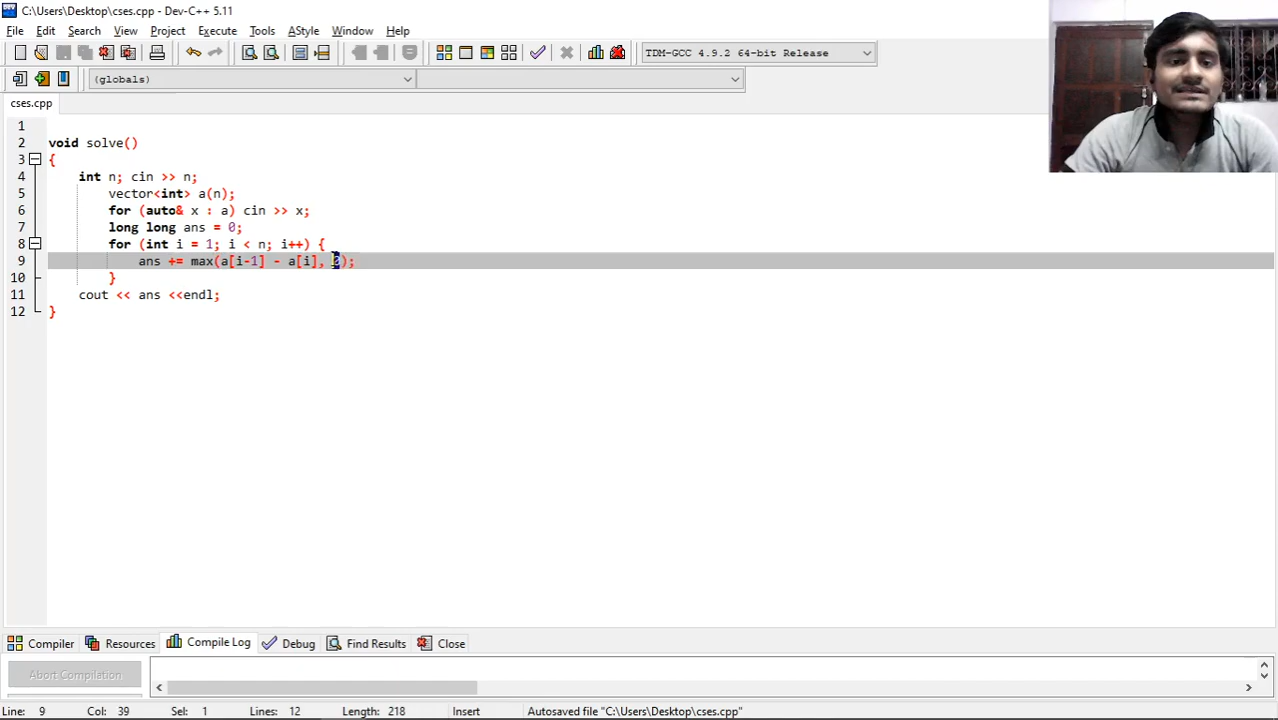 C:\Users\Desktop\cses.cpp - Dev-C++ 5.11
File Edit Search View Project Execute Tools AStyle Window Help
TDM-GCC 4.9.2 64-bit Release
(globals)
cses.cpp
1
2 void solve()
3 {
4 int n; cin >> n;
5 vector<int> a(n);
6 for (auto& x : a) cin >> x;
7 long long ans = 0;
8 for (int i = 1; i < n; i++) {
9 ans += max(a[i-1] - a[i], 0);
10 }
11 cout << ans <<endl;
12 }
Compiler Resources Compile Log Debug Find Results Close
Abort Compilation
Line: 9 Col: 39 Sel: 1 Lines: 12 Length: 218 Insert Autosaved file "C:\Users\Desktop\cses.cpp"